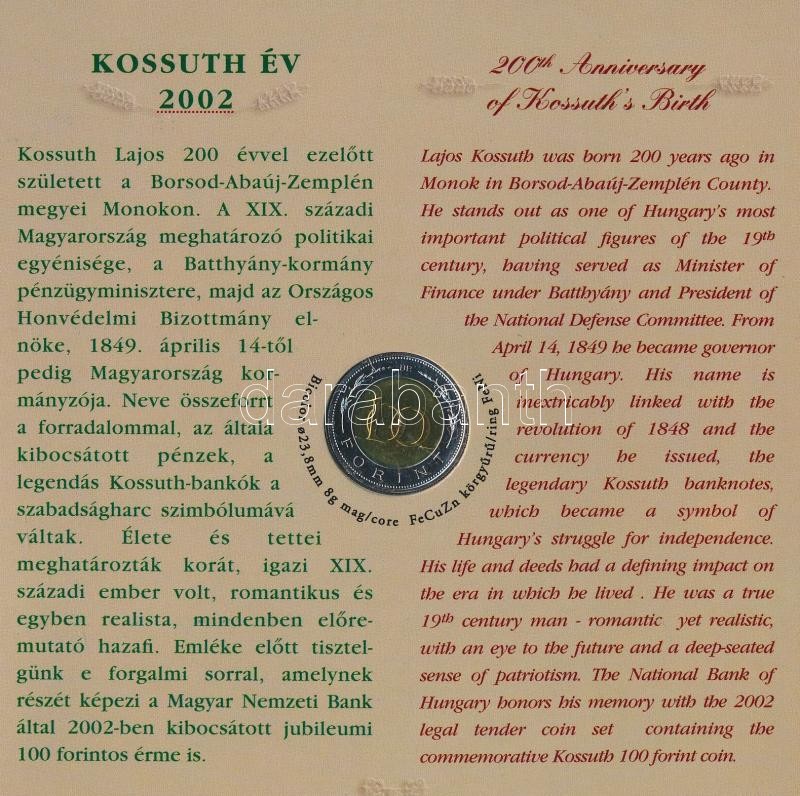 KOSSUTH ÉV
2002
Kossuth Lajos 200 évvel ezelőtt
született a Borsod-Abaúj-Zemplén
megyei Monokon. A XIX. századi
Magyarország meghatározó politikai
egyénisége, a Batthyány-kormány
pénzügyminisztere, majd az Országos
Honvédelmi Bizottmány el-
nöke, 1849. április 14-től
pedig Magyarország kor
mányzója. Neve összeforrt
a forradalommal, az általa
kibocsátott pénzek, a
legendás Kossuth-bankók a
szabadságharc szimbólumává
váltak. Élete és tettei
meghatározták korát, igazi XIX.
századi ember volt, romantikus és
egyben realista, mindenben előre-
mutató hazafi. Emléke előtt tisztel-
günk e forgalmi sorral, amelynek
részét képezi a Magyar Nemzeti Bank
által 2002-ben kibocsátott jubileumi
100 forintos érme is.
200th Anniversary
of Kossuth's Birth
Lajos Kossuth was born 200 years ago in
Monok in Borsod-Abaúj-Zemplén County.
He stands out as one of Hungary's most
important political figures of the 19th
century, having served as Minister of
Finance under Batthyány and President of
the National Defense Committee. From
April 14, 1849 he became governor
of Hungary. His name is
inextricably linked with the
revolution of 1848 and the
currency he issued, the
legendary Kossuth banknotes,
which became a symbol of
Hungary's struggle for independence.
His life and deeds had a defining impact on
the era in which he lived . He was a true
19th century man - romantic yet realistic,
with an eye to the future and a deep-seated
sense of patriotism. The National Bank of
Hungary honors his memory with the 2002
legal tender coin set containing the
commemorative Kossuth 100 forint coin.
BP.
100
FORINT
Bicolor ø23,8mm 8g mag/core FeCuZn körgyűrű/ring FeNi
darabanth